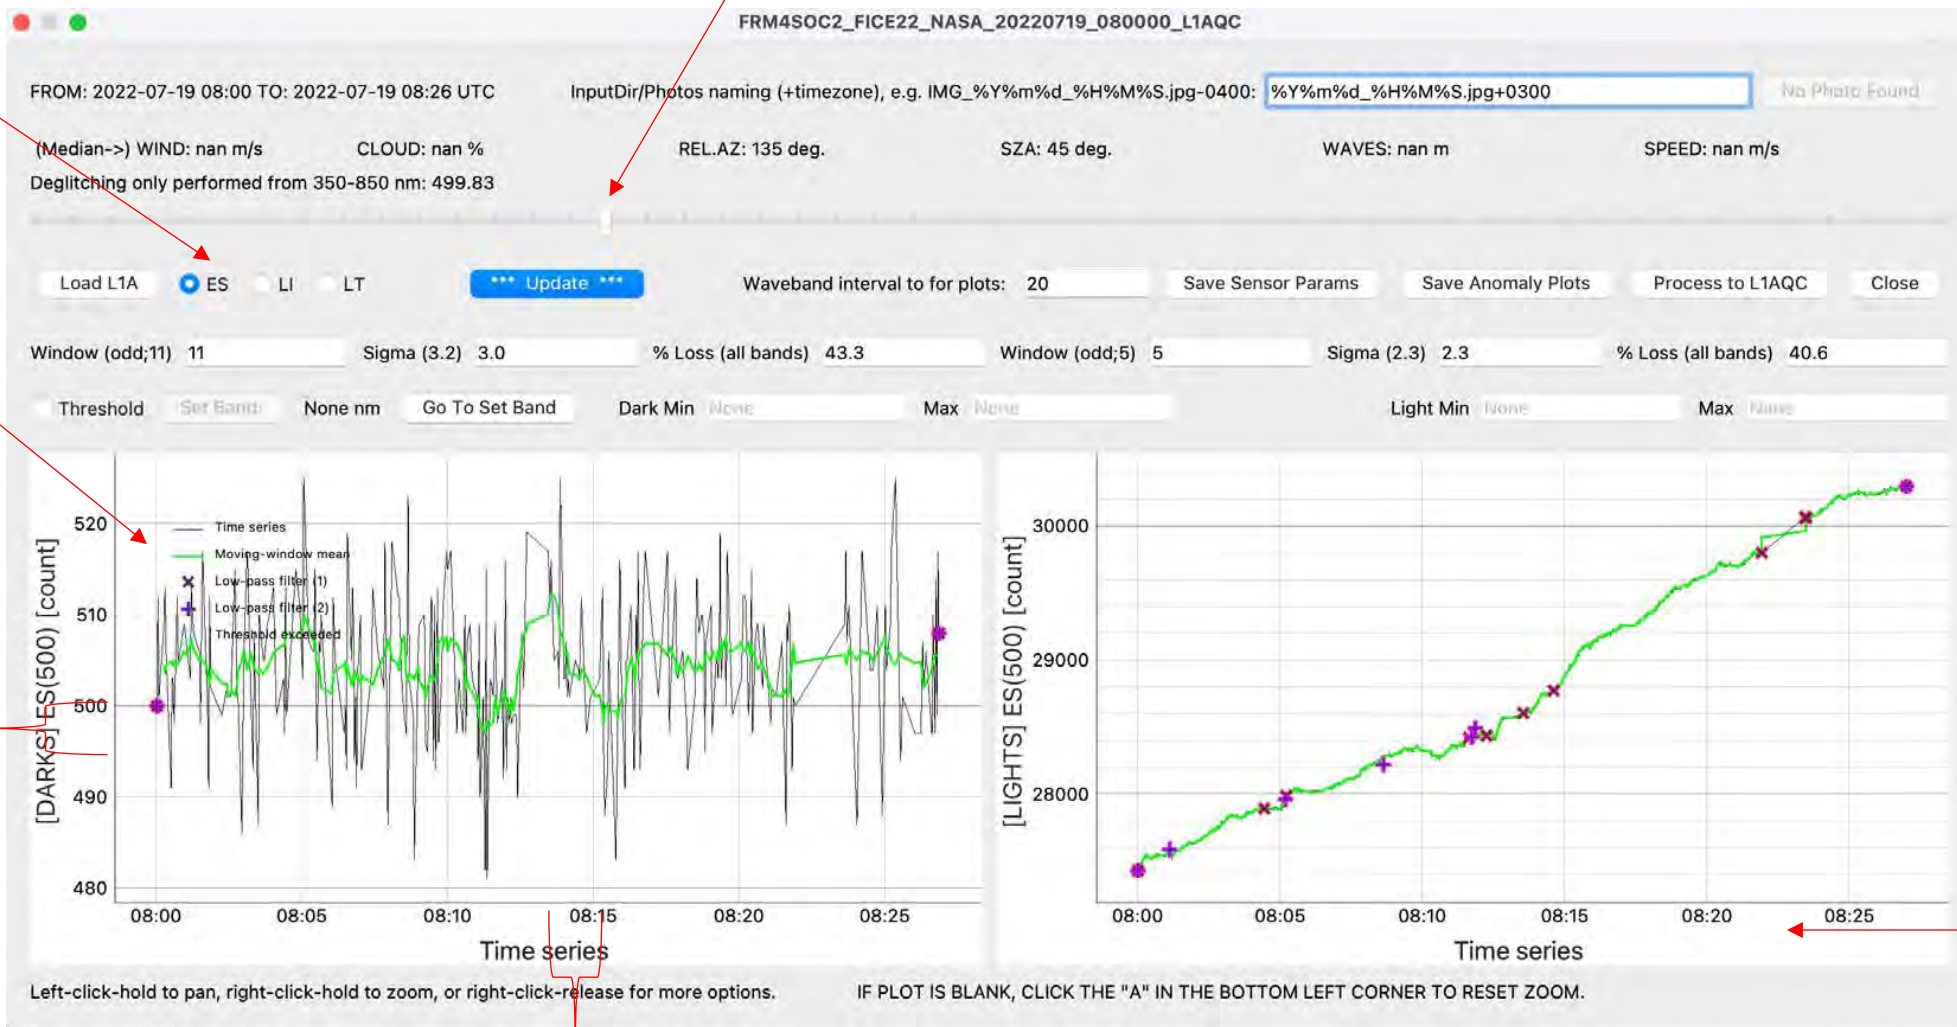 FRM4SOC2_FICE22_NASA_20220719_080000_L1AQC
FROM: 2022-07-19 08:00 TO: 2022-07-19 08:26 UTC InputDir/Photos naming (+timezone), e.g. IMG_%Y%m%d_%H%M%S.jpg-0400: %Y%m%d_%H%M%S.jpg+0300 No Photo Found
(Median->) WIND: nan m/s CLOUD: nan % REL.AZ: 135 deg. SZA: 45 deg. WAVES: nan m SPEED: nan m/s
Deglitching only performed from 350-850 nm: 499.83
Load L1A ES LI LT *** Update *** Waveband interval to for plots: 20 Save Sensor Params Save Anomaly Plots Process to L1AQC Close
Window (odd;11) 11 Sigma (3.2) 3.0 % Loss (all bands) 43.3 Window (odd;5) 5 Sigma (2.3) 2.3 % Loss (all bands) 40.6
Threshold Set Band: None nm Go To Set Band Dark Min None Max None Light Min None Max None
[DARKS] ES(500) [count]
520
510
500
490
480
Time series
Moving-window mean
Low-pass filter (1)
Low-pass filter (2)
Threshold exceeded
08:00 08:05 08:10 08:15 08:20 08:25
Time series
[LIGHTS] ES(500) [count]
30000
29000
28000
08:00 08:05 08:10 08:15 08:20 08:25
Time series
Left-click-hold to pan, right-click-hold to zoom, or right-click-release for more options. IF PLOT IS BLANK, CLICK THE "A" IN THE BOTTOM LEFT CORNER TO RESET ZOOM.